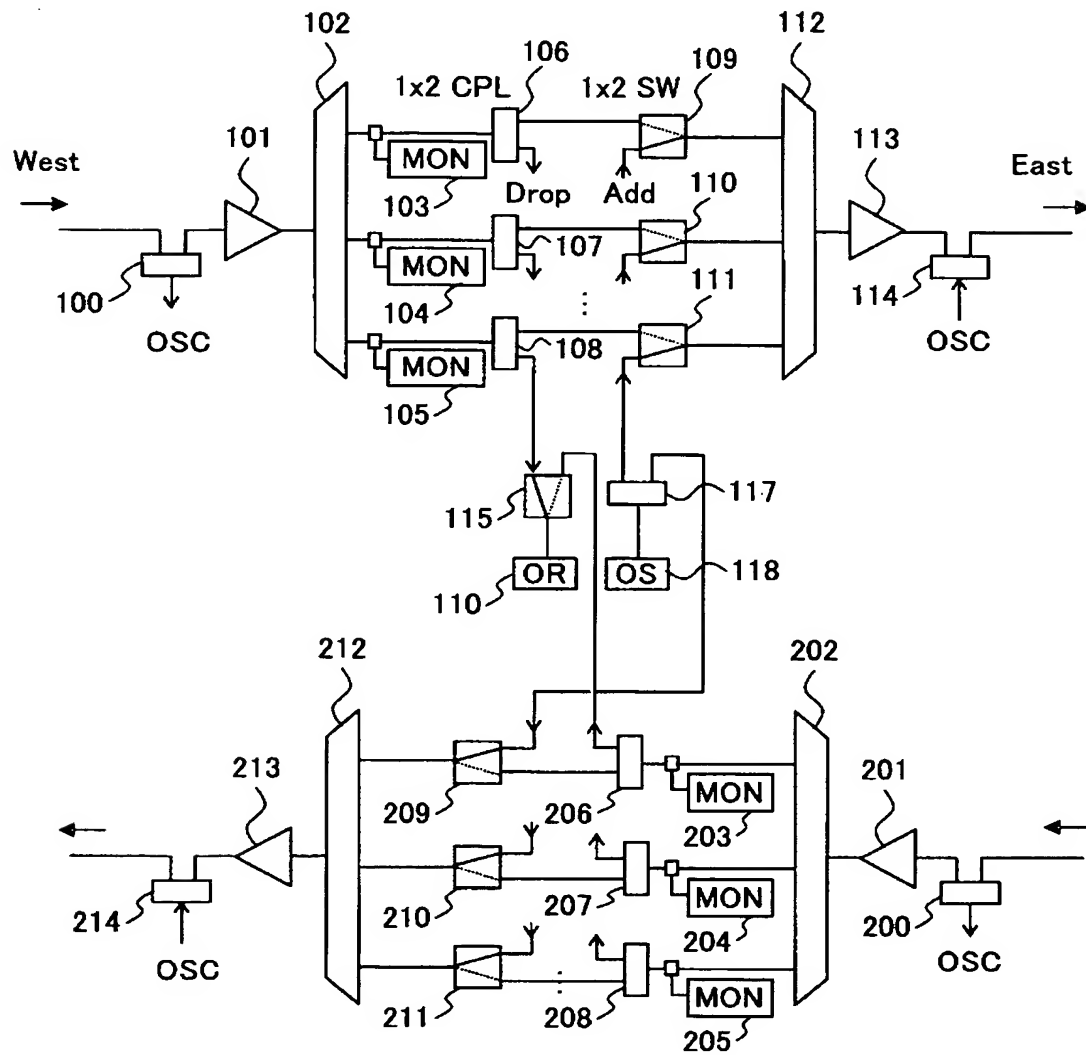 102
106
109
112
1x2 CPL
1x2 SW
West
101
MON
103
Drop
Add
110
113
East
100
OSC
MON
104
107
111
114
OSC
MON
105
108
115
117
OR
110
OS
118
212
202
213
209
206
MON
203
201
214
OSC
210
207
MON
204
200
OSC
211
208
MON
205